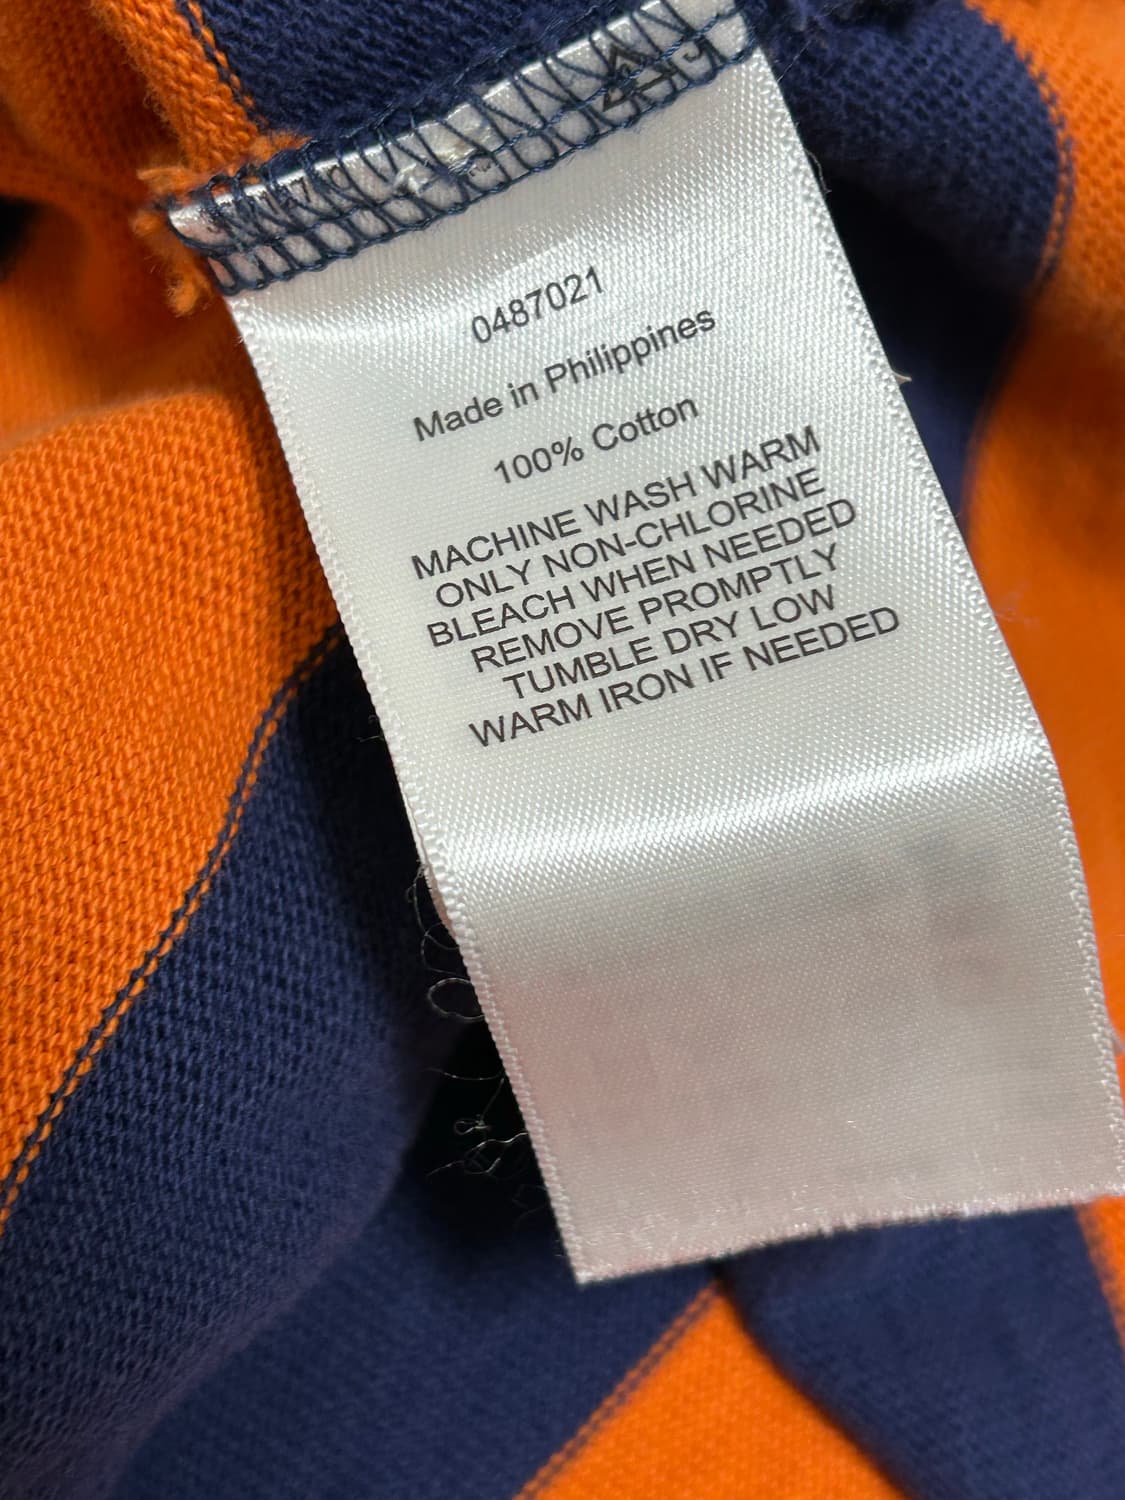 0487021
Made in Philippines
100% Cotton
MACHINE WASH WARM
ONLY NON-CHLORINE
BLEACH WHEN NEEDED
REMOVE PROMPTLY
TUMBLE DRY LOW
WARM IRON IF NEEDED